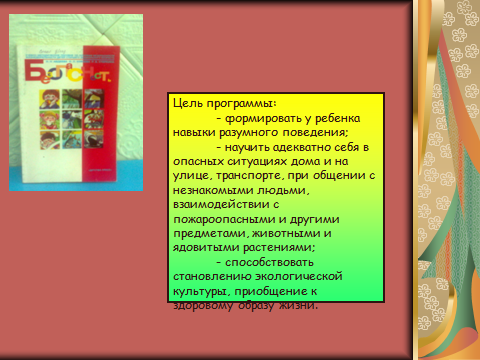 Безопасность
Цель программы:
- формировать у ребенка
навыки разумного поведения;
- научить адекватно себя в
опасных ситуациях дома и на
улице, транспорте, при общении с
незнакомыми людьми,
взаимодействии с
пожароопасными и другими
предметами, животными и
ядовитыми растениями;
- способствовать
становлению экологической
культуры, приобщение к
здоровому образу жизни.